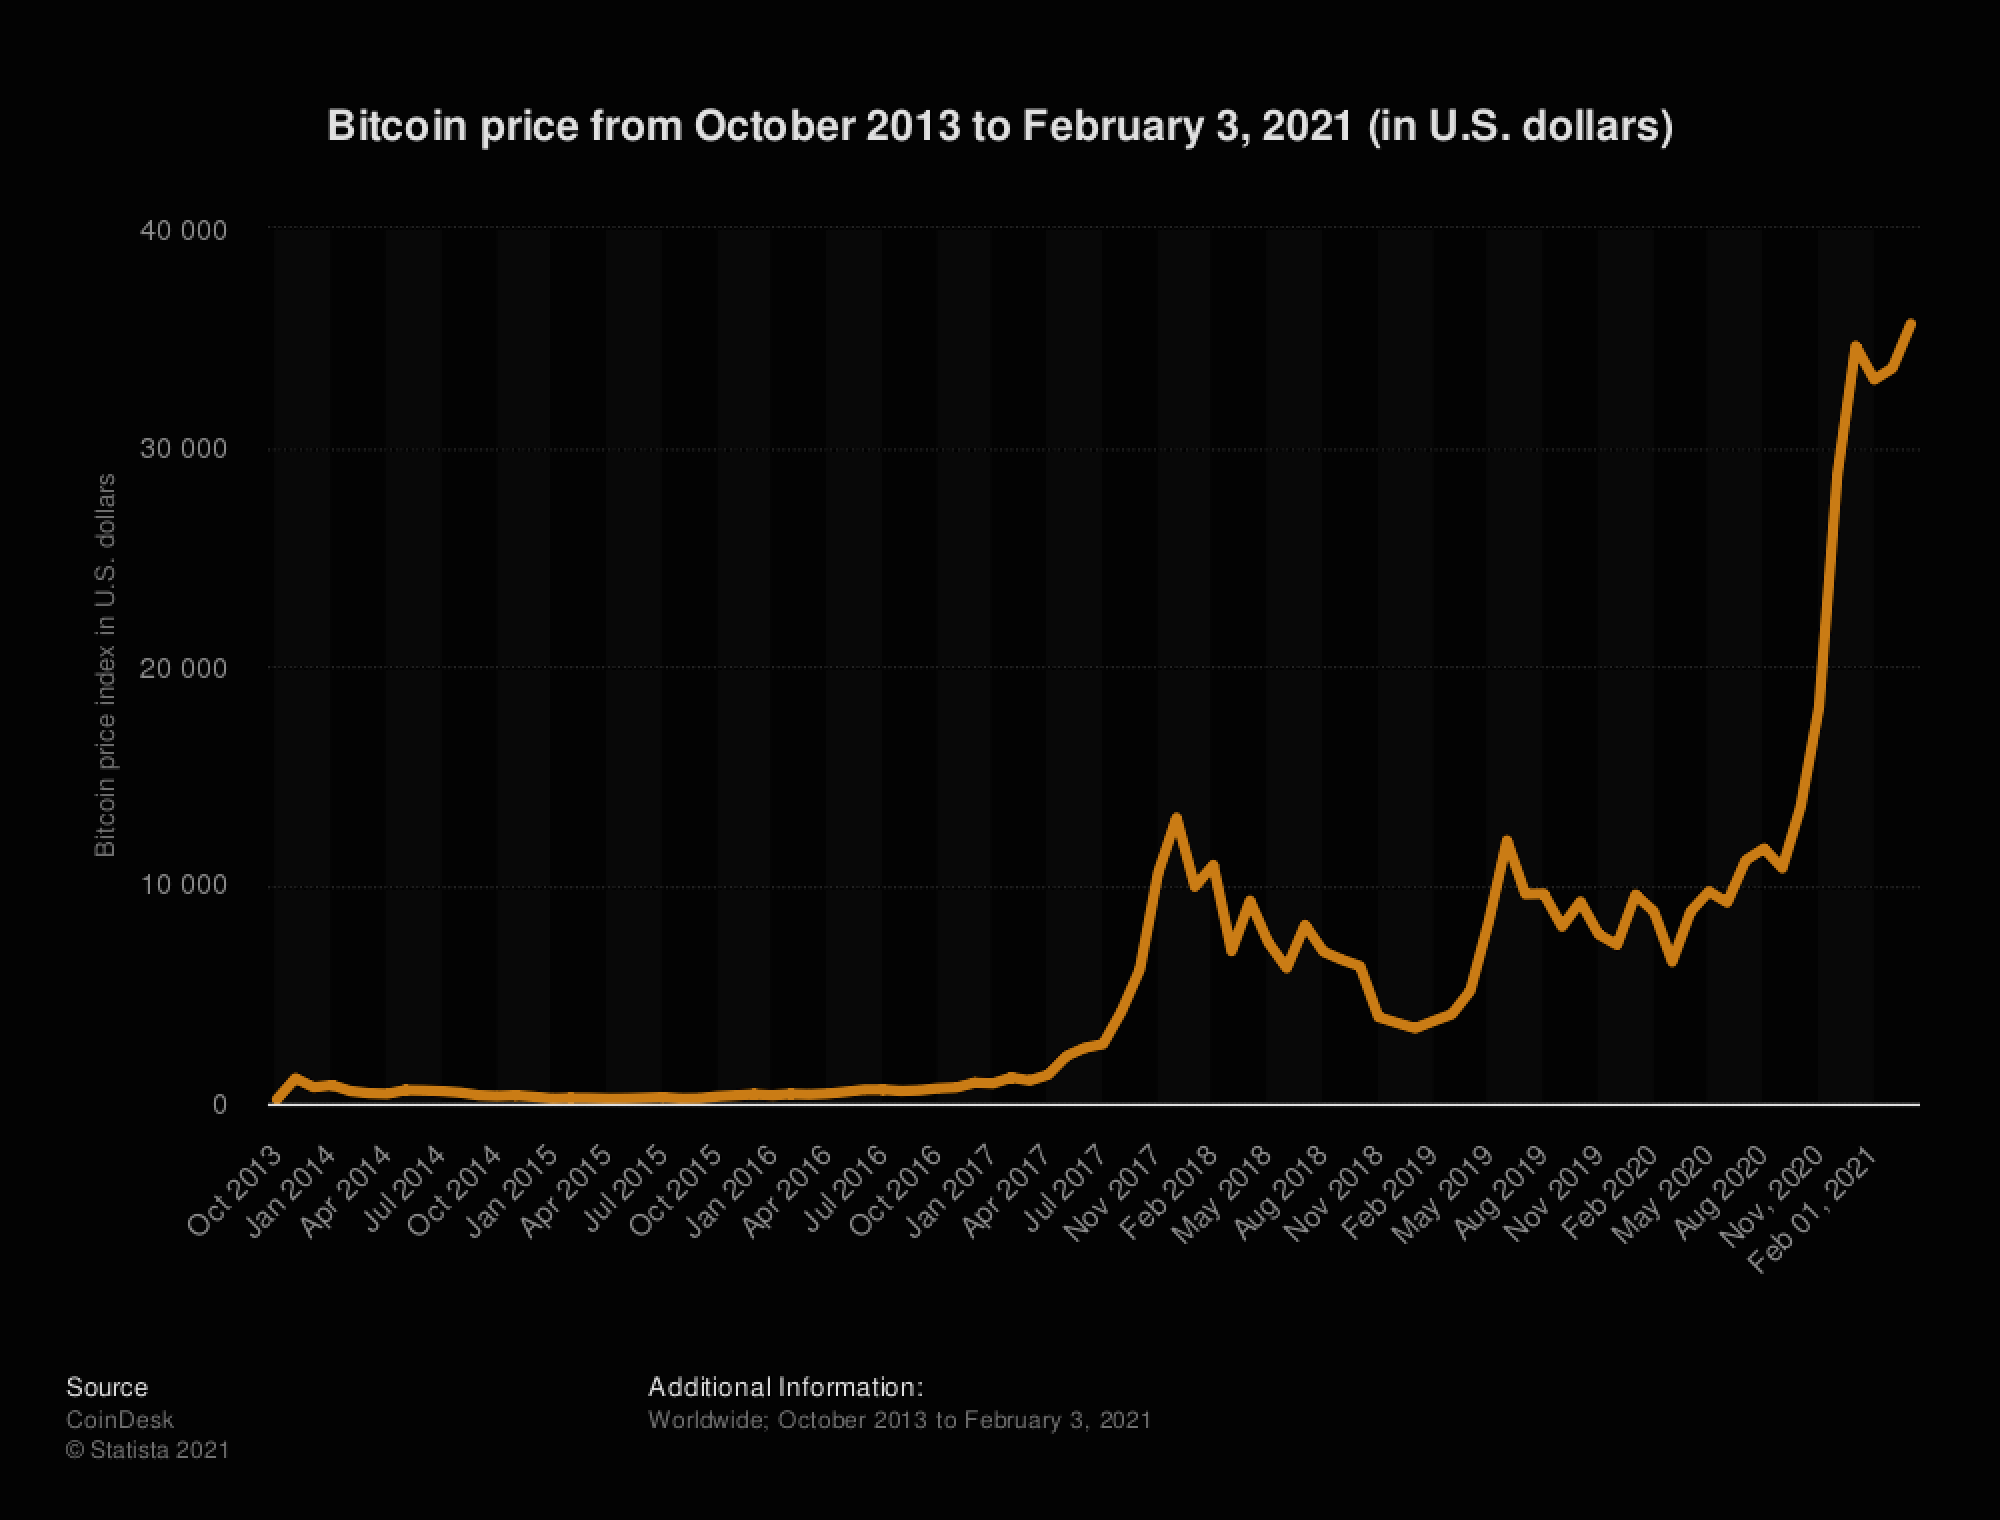 Bitcoin price from October 2013 to February 3, 2021 (in U.S. dollars)
Bitcoin price index in U.S. dollars
40 000
30 000
20 000
10 000
0
Oct 2013
Jan 2014
Apr 2014
Jul 2014
Oct 2014
Jan 2015
Apr 2015
Jul 2015
Oct 2015
Jan 2016
Apr 2016
Jul 2016
Oct 2016
Jan 2017
Apr 2017
Jul 2017
Nov 2017
Feb 2018
May 2018
Aug 2018
Nov 2018
Feb 2019
May 2019
Aug 2019
Nov 2019
Feb 2020
May 2020
Aug 2020
Nov, 2020
Feb 01, 2021
Source
CoinDesk
© Statista 2021
Additional Information:
Worldwide; October 2013 to February 3, 2021